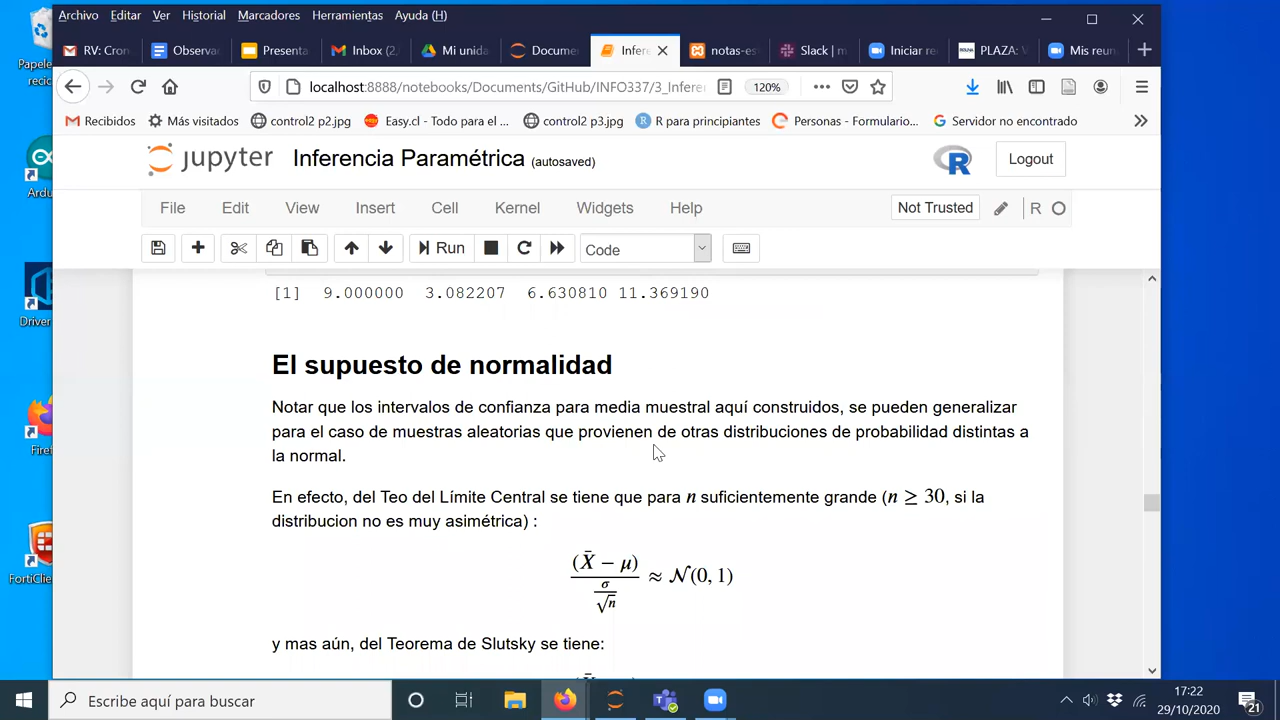 Archivo Editar Ver Historial Marcadores Herramientas Ayuda (H)
RV: Cron Observac Presenta Inbox (2, Mi unida Docume Infere notas-es Slack | m Iniciar re PLAZA: V Mis reun
localhost:8888/notebooks/Documents/GitHub/INFO337/3_Infere 120%
Recibidos Más visitados control2 p2.jpg Easy.cl - Todo para el ... control2 p3.jpg R para principiantes Personas - Formulario... Servidor no encontrado
jupyter Inferencia Paramétrica (autosaved) R Logout
File Edit View Insert Cell Kernel Widgets Help Not Trusted R
Run Code
[1] 9.000000 3.082207 6.630810 11.369190
El supuesto de normalidad
Notar que los intervalos de confianza para media muestral aquí construidos, se pueden generalizar
para el caso de muestras aleatorias que provienen de otras distribuciones de probabilidad distintas a
la normal.
En efecto, del Teo del Límite Central se tiene que para n suficientemente grande (n ≥ 30, si la
distribucion no es muy asimétrica) :
(X̄ − μ) / (σ/√n) ≈ 𝒩(0, 1)
y mas aún, del Teorema de Slutsky se tiene:
Papele
recic
Ardu
Driver
Firef
FortiClie
Escribe aquí para buscar
17:22
29/10/2020
21